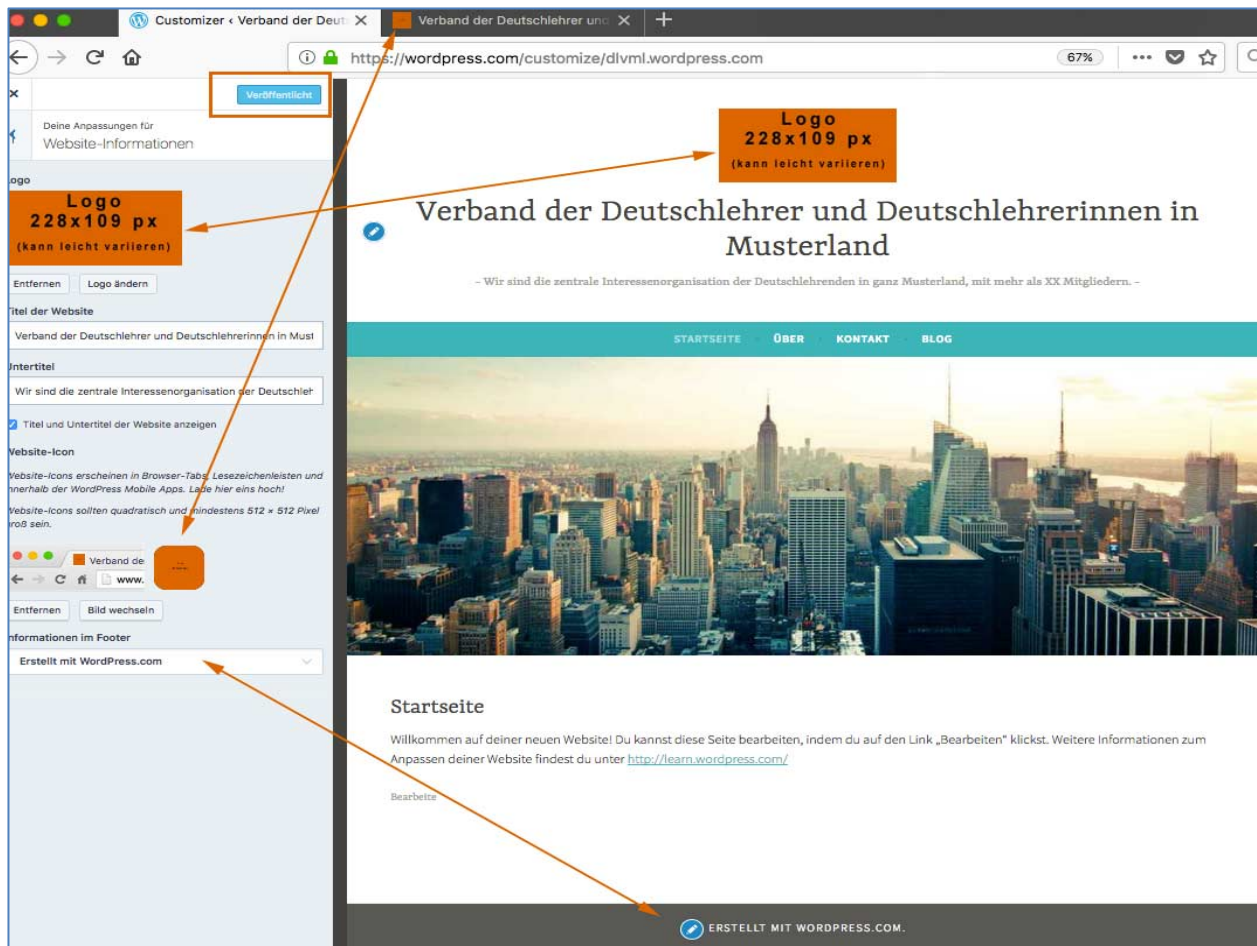 Customizer ‹ Verband der Deut
Verband der Deutschlehrer und
https://wordpress.com/customize/dlvml.wordpress.com
67%
Veröffentlicht
Deine Anpassungen für
Website-Informationen
Logo
Logo
228x109 px
(kann leicht variieren)
Entfernen
Logo ändern
Titel der Website
Verband der Deutschlehrer und Deutschlehrerinnen in Must
Untertitel
Wir sind die zentrale Interessenorganisation der Deutschleh
Titel und Untertitel der Website anzeigen
Website-Icon
Website-Icons erscheinen in Browser-Tabs, Lesezeichenleisten und
innerhalb der WordPress Mobile Apps. Lade hier eins hoch!
Website-Icons sollten quadratisch und mindestens 512 × 512 Pixel
groß sein.
Verband de
www.
Entfernen
Bild wechseln
Informationen im Footer
Erstellt mit WordPress.com
Logo
228x109 px
(kann leicht variieren)
Verband der Deutschlehrer und Deutschlehrerinnen in
Musterland
– Wir sind die zentrale Interessenorganisation der Deutschlehrenden in ganz Musterland, mit mehr als XX Mitgliedern. –
STARTSEITE
ÜBER
KONTAKT
BLOG
Startseite
Willkommen auf deiner neuen Website! Du kannst diese Seite bearbeiten, indem du auf den Link „Bearbeiten“ klickst. Weitere Informationen zum
Anpassen deiner Website findest du unter http://learn.wordpress.com/
Bearbeite
ERSTELLT MIT WORDPRESS.COM.